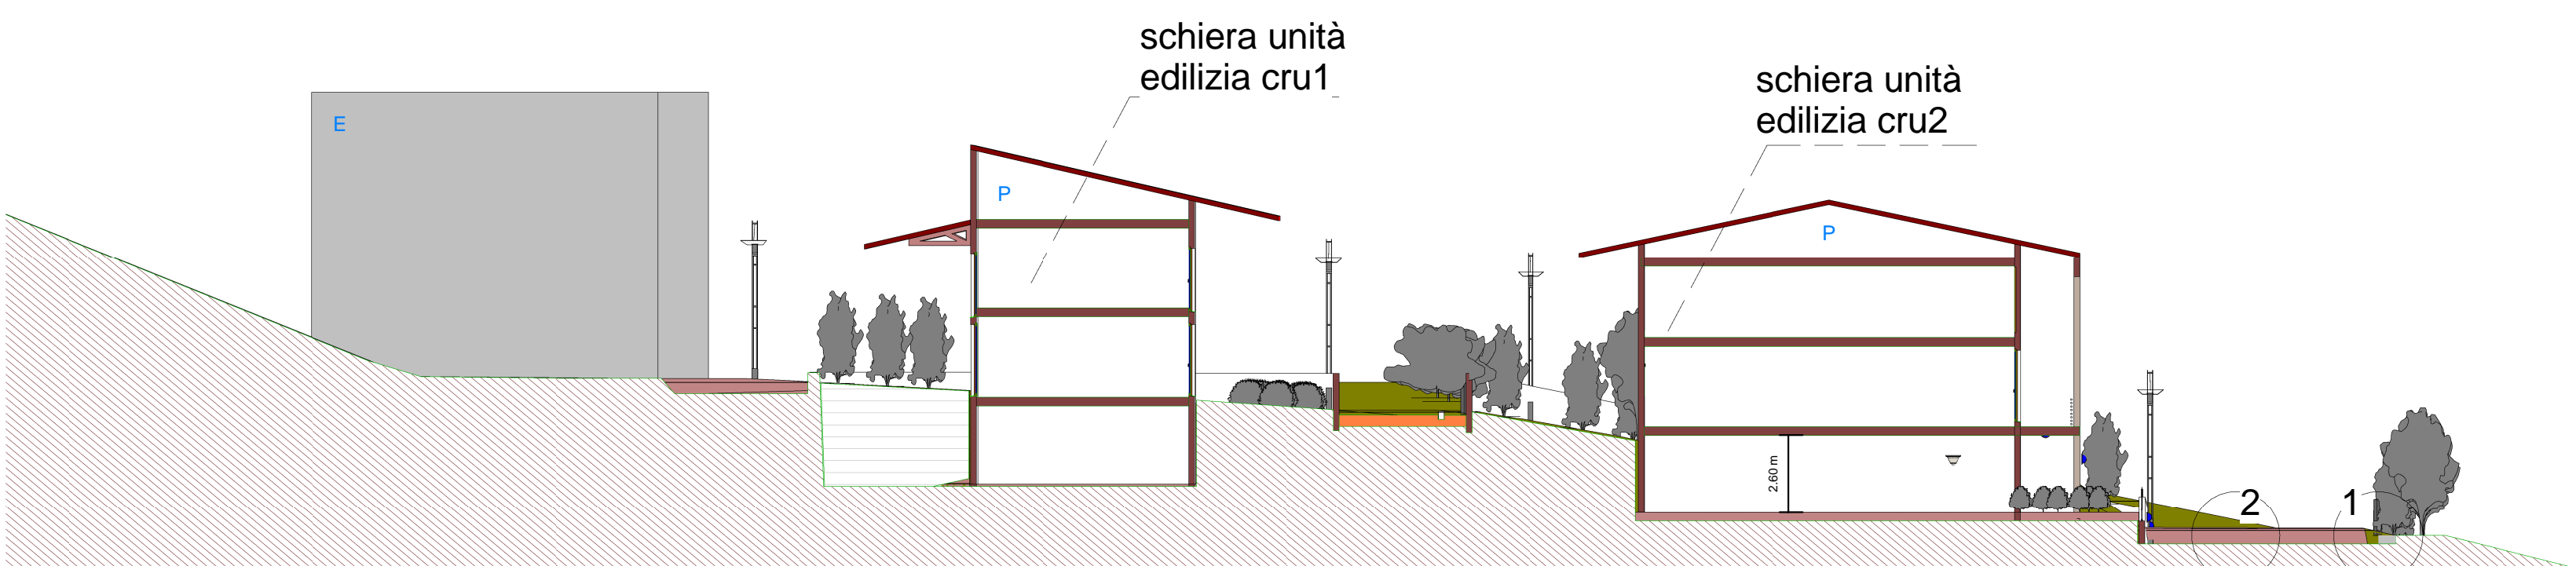 schiera unità
edilizia cru1
schiera unità
edilizia cru2
E
P
P
2.60 m
2
1